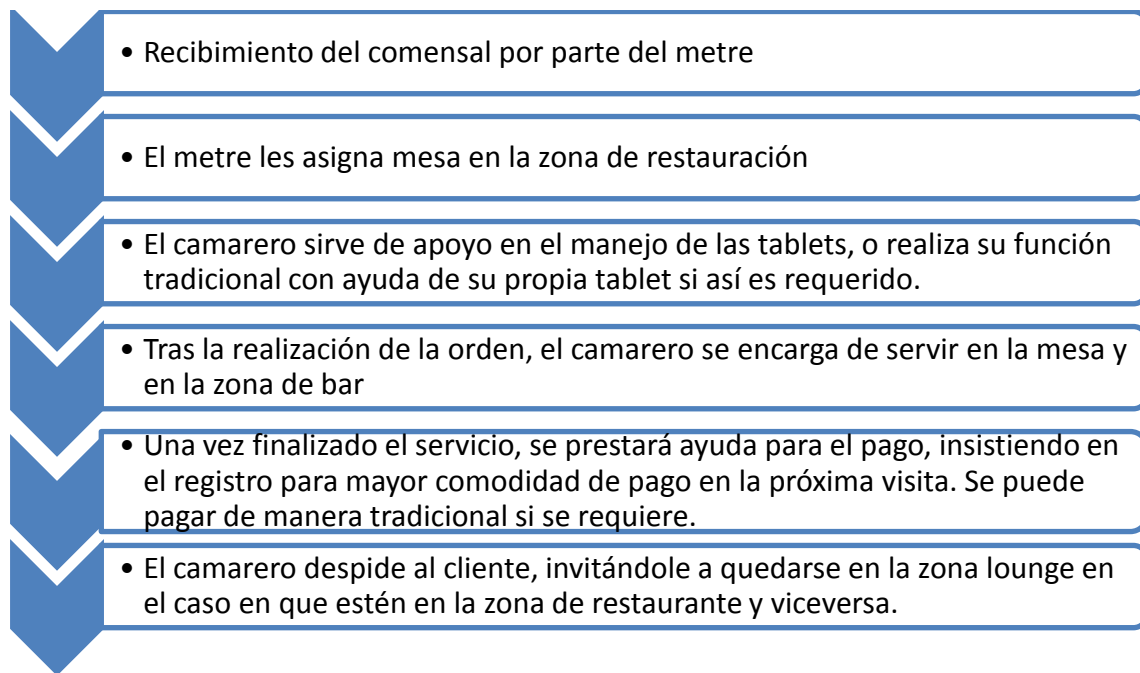 • Recibimiento del comensal por parte del metre
• El metre les asigna mesa en la zona de restauración
• El camarero sirve de apoyo en el manejo de las tablets, o realiza su función
tradicional con ayuda de su propia tablet si así es requerido.
• Tras la realización de la orden, el camarero se encarga de servir en la mesa y
en la zona de bar
• Una vez finalizado el servicio, se prestará ayuda para el pago, insistiendo en
el registro para mayor comodidad de pago en la próxima visita. Se puede
pagar de manera tradicional si se requiere.
• El camarero despide al cliente, invitándole a quedarse en la zona lounge en
el caso en que estén en la zona de restaurante y viceversa.